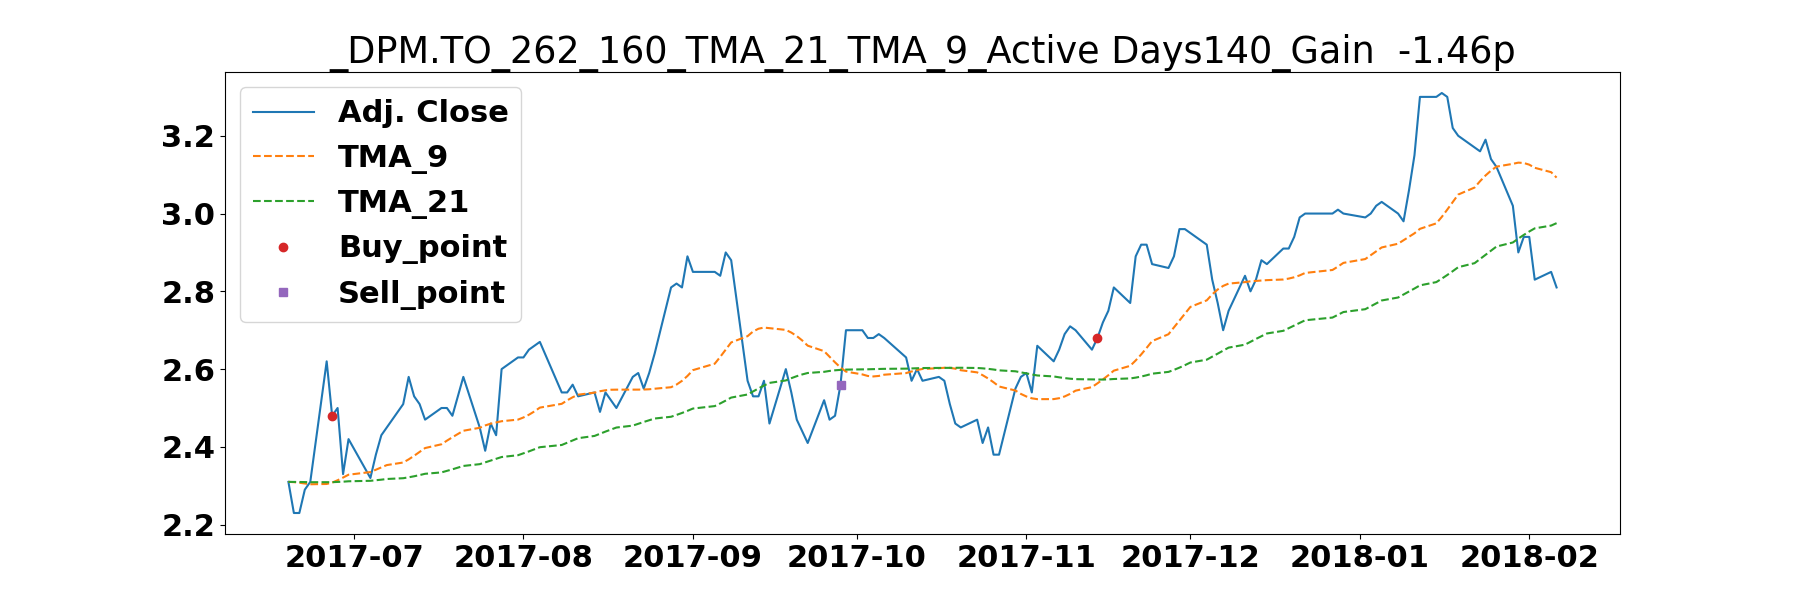 _DPM.TO_262_160_TMA_21_TMA_9_Active Days140_Gain  -1.46p
Adj. Close
TMA_9
TMA_21
Buy_point
Sell_point
3.2
3.0
2.8
2.6
2.4
2.2
2017-07 2017-08 2017-09 2017-10 2017-11 2017-12 2018-01 2018-02